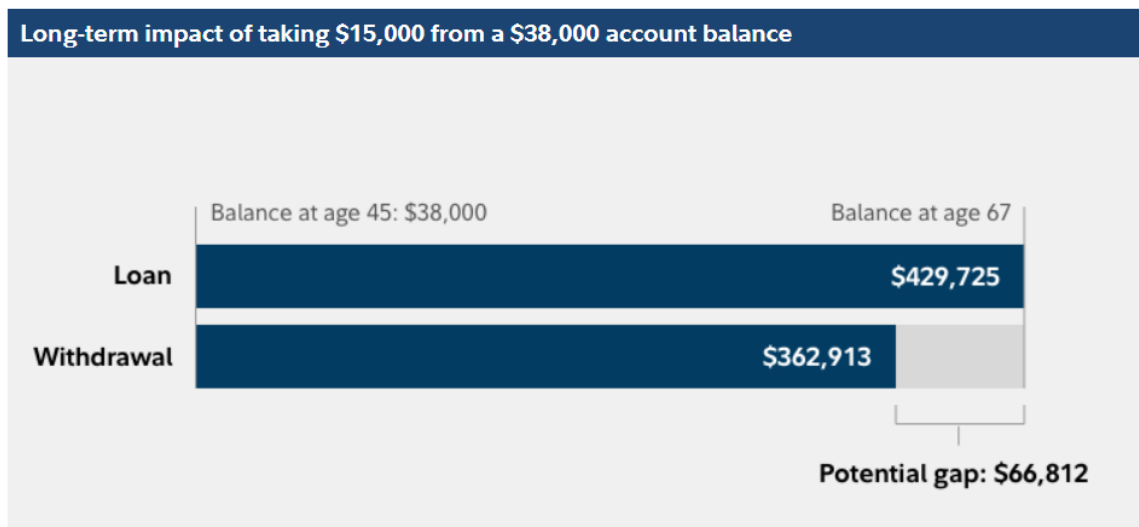 Long-term impact of taking $15,000 from a $38,000 account balance
Balance at age 45: $38,000 Balance at age 67
Loan $429,725
Withdrawal $362,913
Potential gap: $66,812